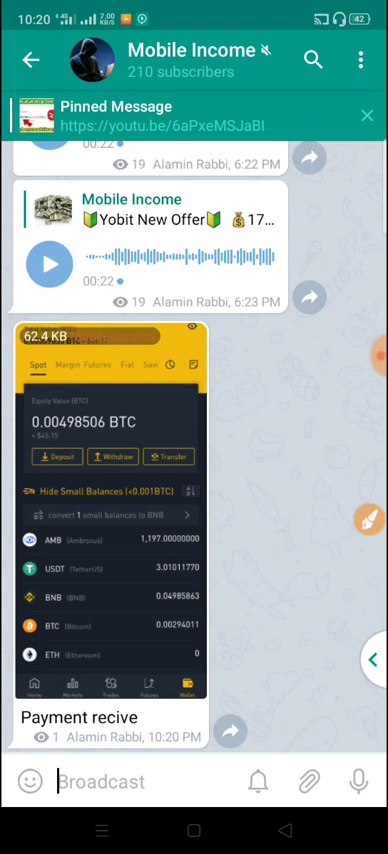 10:20 4G 7.00 KB/S 42
Mobile Income
210 subscribers
Pinned Message
https://youtu.be/6aPxeMSJaBI
00:22
19 Alamin Rabbi, 6:22 PM
Mobile Income
🔰Yobit New Offer🔰 💰17...
00:22
19 Alamin Rabbi, 6:23 PM
62.4 KB
Spot Margin Futures Fiat Savi
Equity Value (BTC)
0.00498506 BTC
≈ $45.15
Deposit Withdraw Transfer
Hide Small Balances (<0.001BTC)
convert 1 small balances to BNB
AMB (Ambrosus) 1,197.00000000
USDT (TetherUS) 3.01011770
BNB (BNB) 0.04985863
BTC (Bitcoin) 0.00294011
ETH (Ethereum) 0
Home Markets Trades Futures Wallet
Payment recive
1 Alamin Rabbi, 10:20 PM
Broadcast